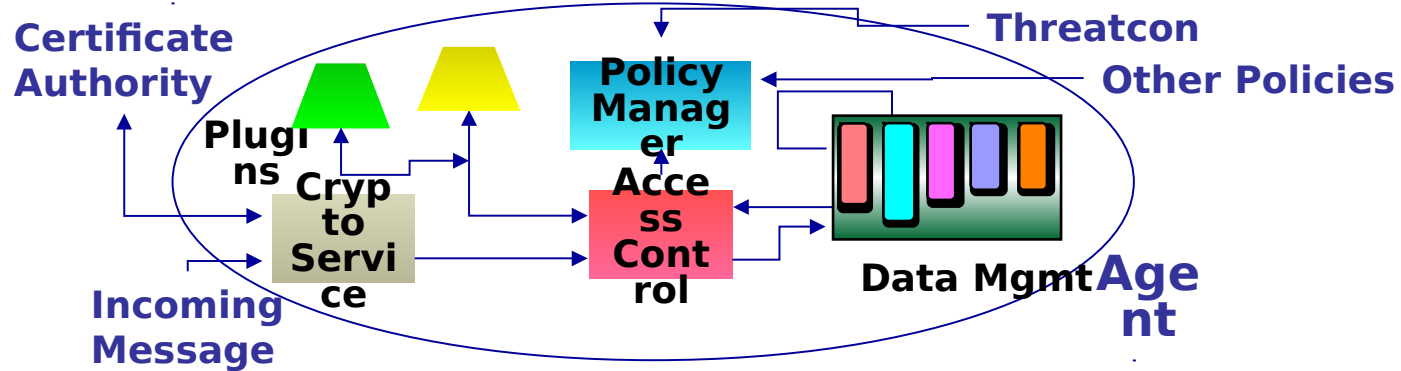 Certificate
Authority
Threatcon
Other Policies
Plugi
ns
Policy
Manag
er
Cryp
to
Servi
ce
Acce
ss
Cont
rol
Data Mgmt
Age
nt
Incoming
Message